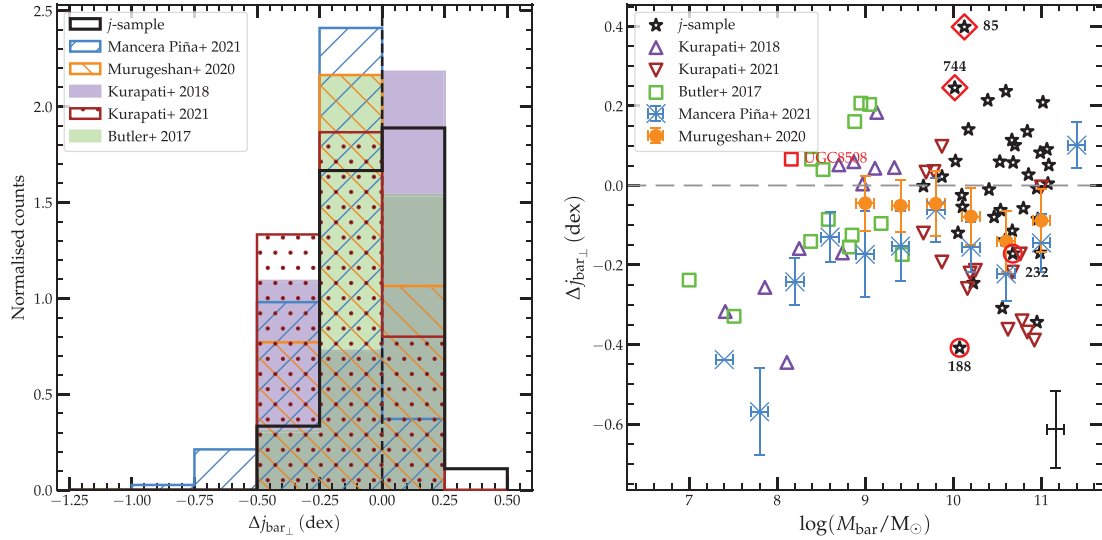 2.5
2.0
1.5
1.0
0.5
0.0
Normalised counts
j-sample
Mancera Piña+ 2021
Murugeshan+ 2020
Kurapati+ 2018
Kurapati+ 2021
Butler+ 2017
−1.25 −1.00 −0.75 −0.50 −0.25 0.00 0.25 0.50
Δj_bar⊥ (dex)
0.4
0.2
0.0
−0.2
−0.4
−0.6
Δj_bar⊥ (dex)
j-sample
Kurapati+ 2018
Kurapati+ 2021
Butler+ 2017
Mancera Piña+ 2021
Murugeshan+ 2020
85
744
UGC8508
232
188
7 8 9 10 11
log(M_bar/M_⊙)